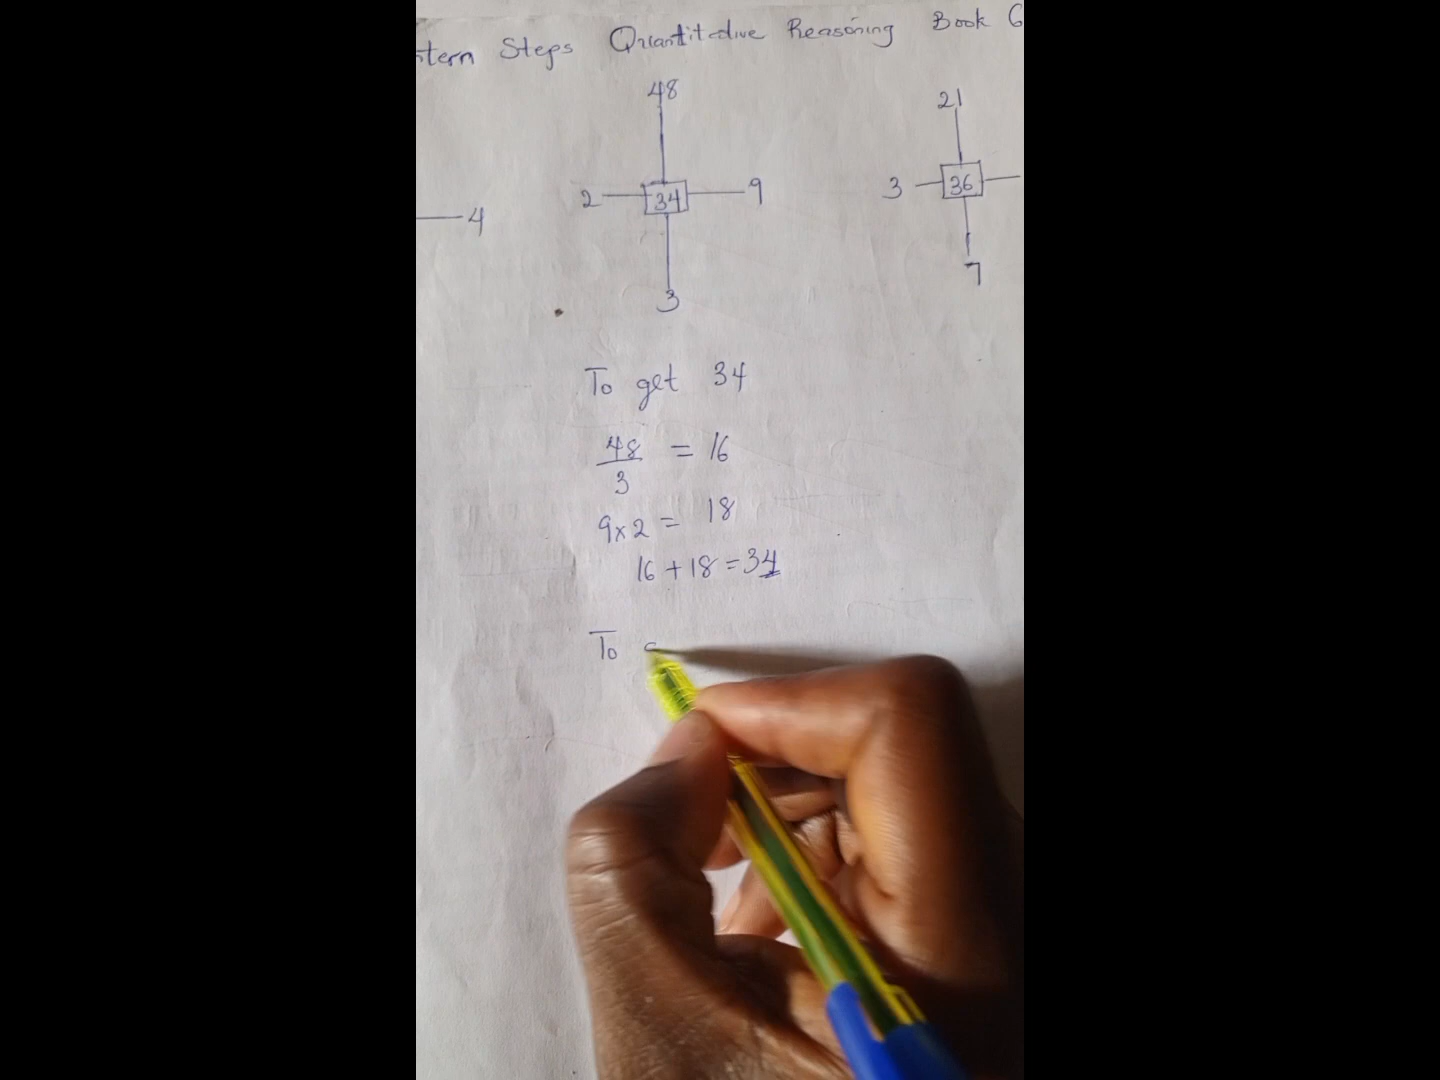 Steps Quantitative Reasoning Book 6
48
2 34 9
3
4
21
3 36
7
To get 34
48/3 = 16
9x2 = 18
16 + 18 = 34
To